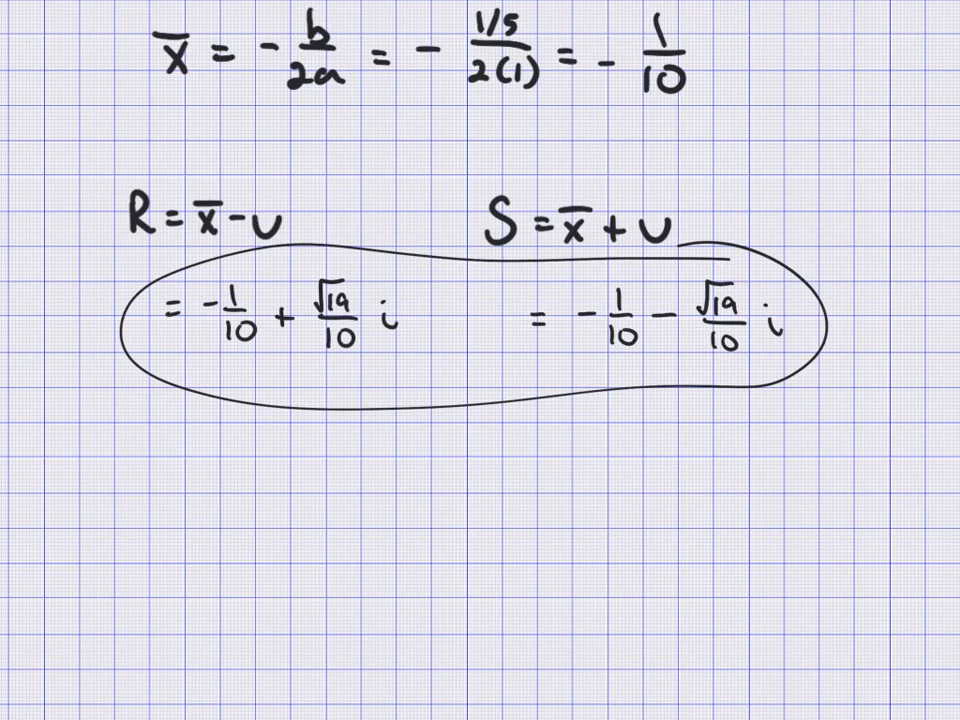 x̄ = - b/2a = - (1/5)/2(1) = - 1/10
R = x̄ - u S = x̄ + u
= - 1/10 + √19/10 i = - 1/10 - √19/10 i